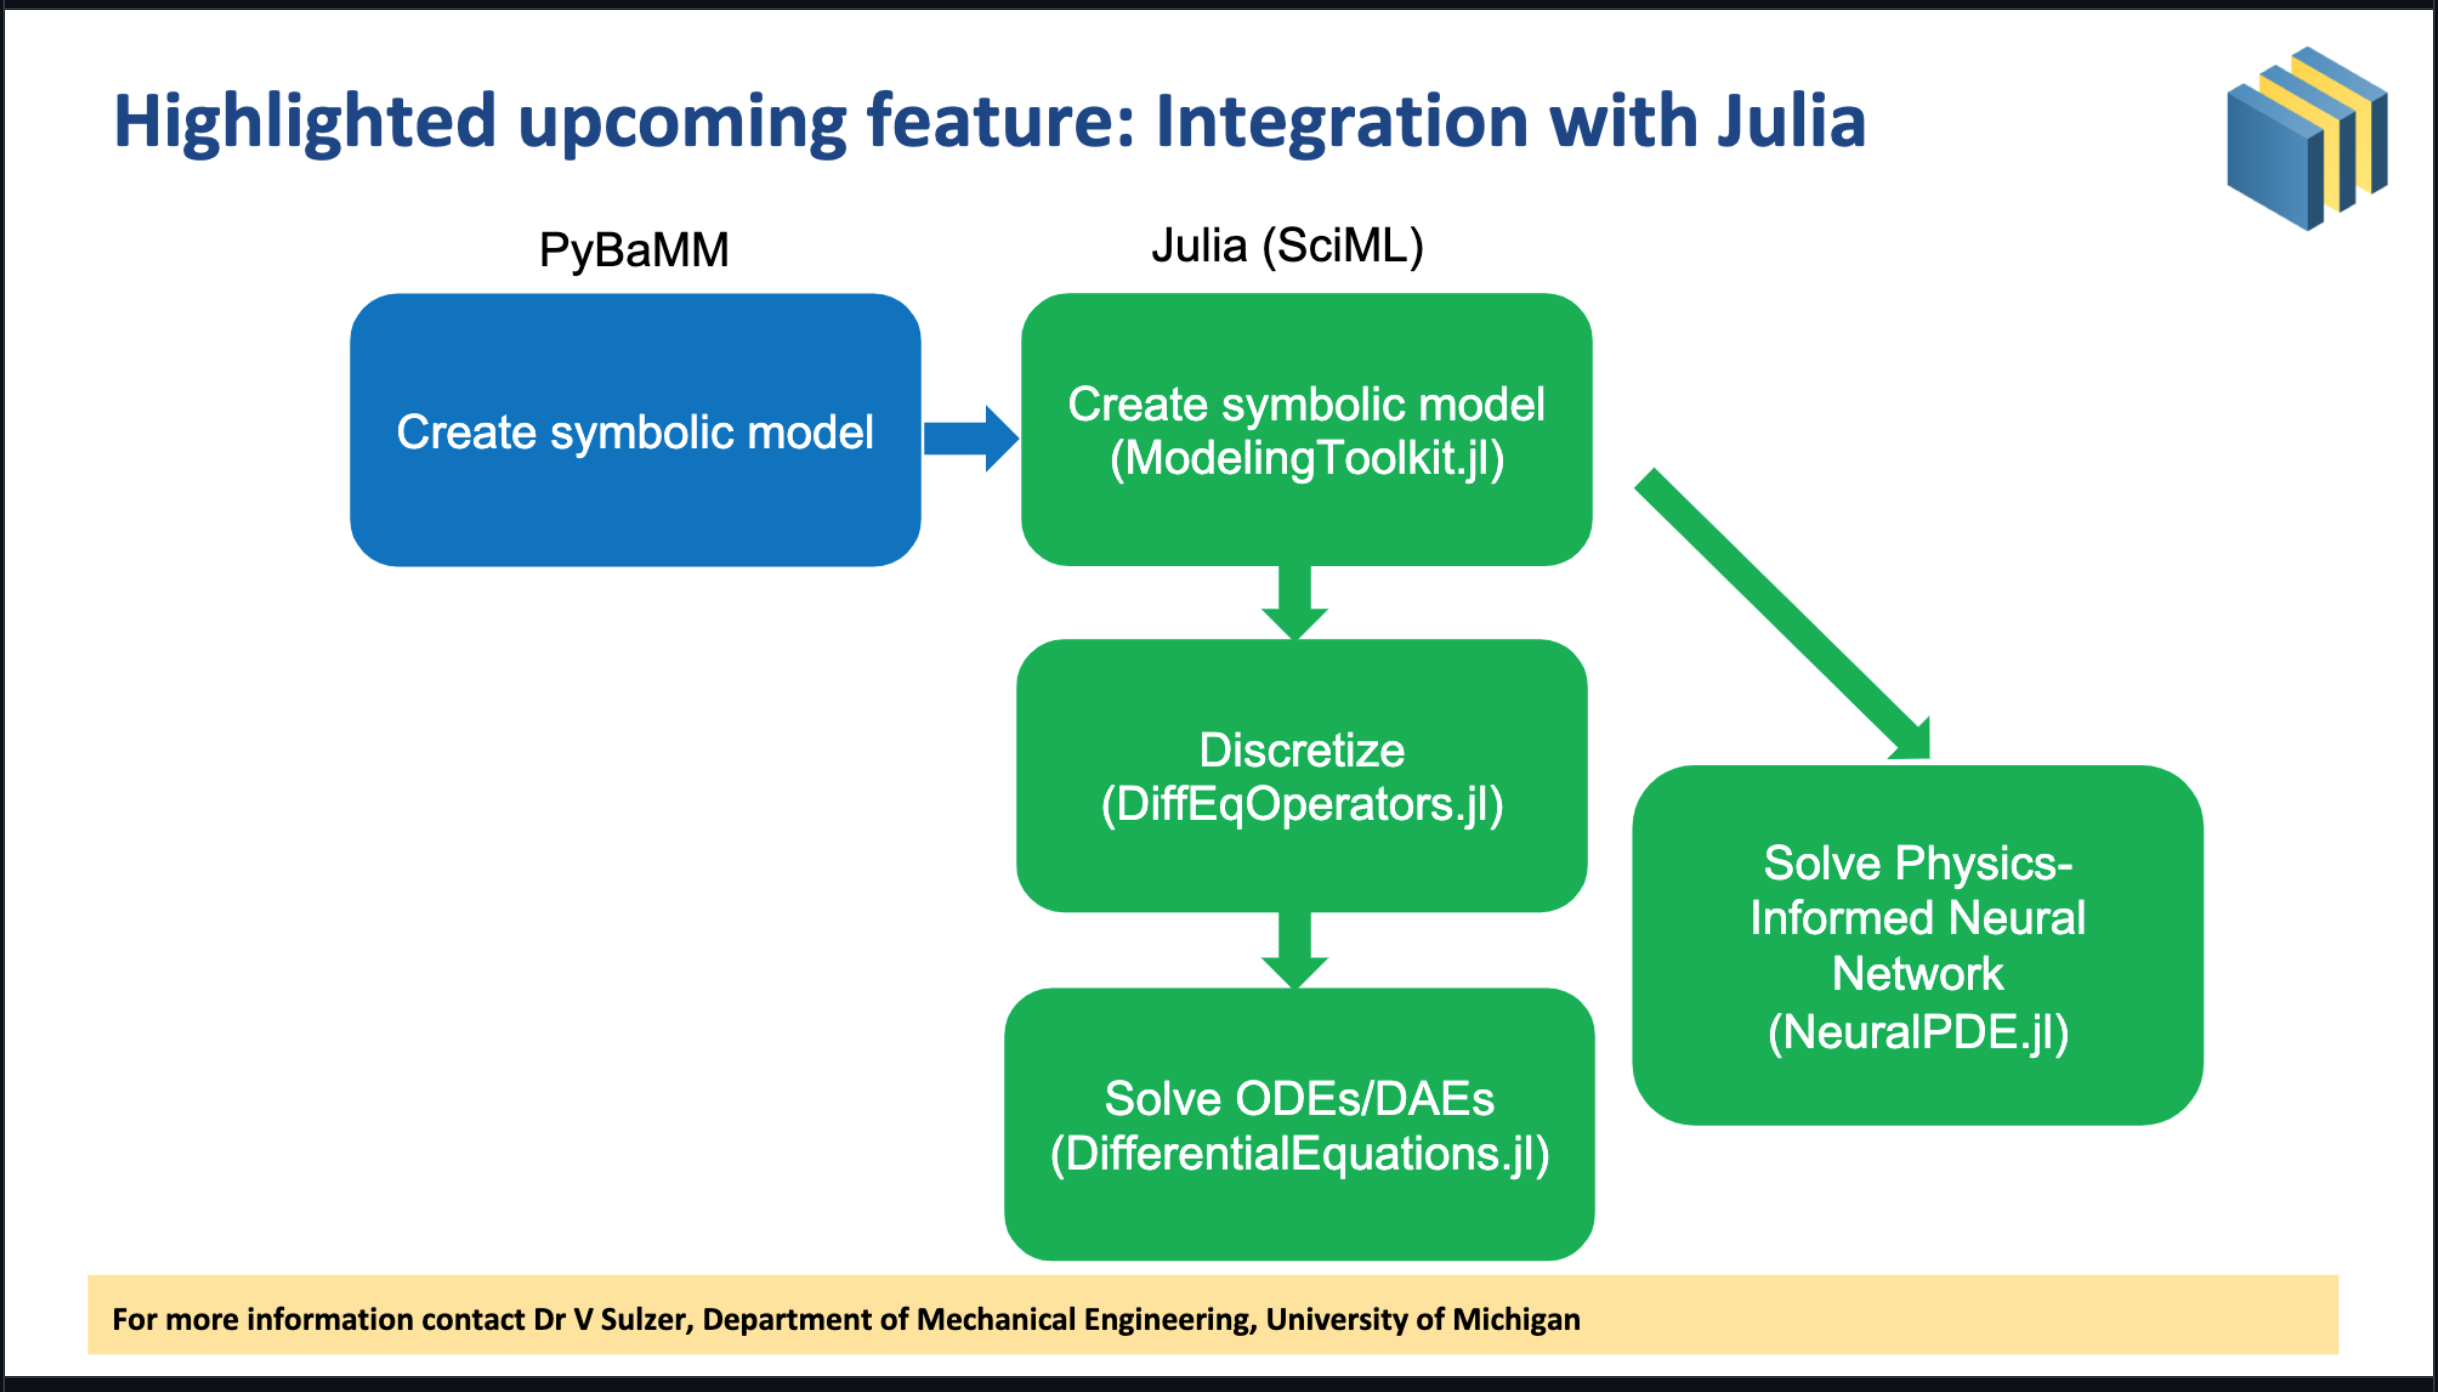 Highlighted upcoming feature: Integration with Julia
PyBaMM
Julia (SciML)
Create symbolic model
Create symbolic model
(ModelingToolkit.jl)
Discretize
(DiffEqOperators.jl)
Solve ODEs/DAEs
(DifferentialEquations.jl)
Solve Physics-
Informed Neural
Network
(NeuralPDE.jl)
For more information contact Dr V Sulzer, Department of Mechanical Engineering, University of Michigan